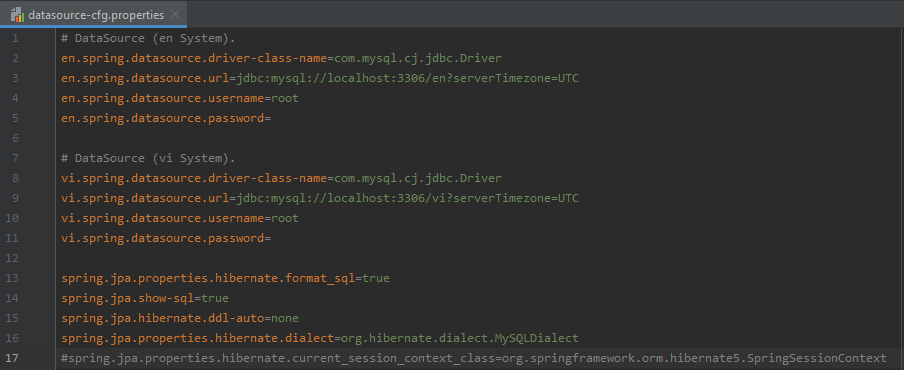 datasource-cfg.properties
1 # DataSource (en System).
2 en.spring.datasource.driver-class-name=com.mysql.cj.jdbc.Driver
3 en.spring.datasource.url=jdbc:mysql://localhost:3306/en?serverTimezone=UTC
4 en.spring.datasource.username=root
5 en.spring.datasource.password=
6
7 # DataSource (vi System).
8 vi.spring.datasource.driver-class-name=com.mysql.cj.jdbc.Driver
9 vi.spring.datasource.url=jdbc:mysql://localhost:3306/vi?serverTimezone=UTC
10 vi.spring.datasource.username=root
11 vi.spring.datasource.password=
12
13 spring.jpa.properties.hibernate.format_sql=true
14 spring.jpa.show-sql=true
15 spring.jpa.hibernate.ddl-auto=none
16 spring.jpa.properties.hibernate.dialect=org.hibernate.dialect.MySQLDialect
17 #spring.jpa.properties.hibernate.current_session_context_class=org.springframework.orm.hibernate5.SpringSessionContext